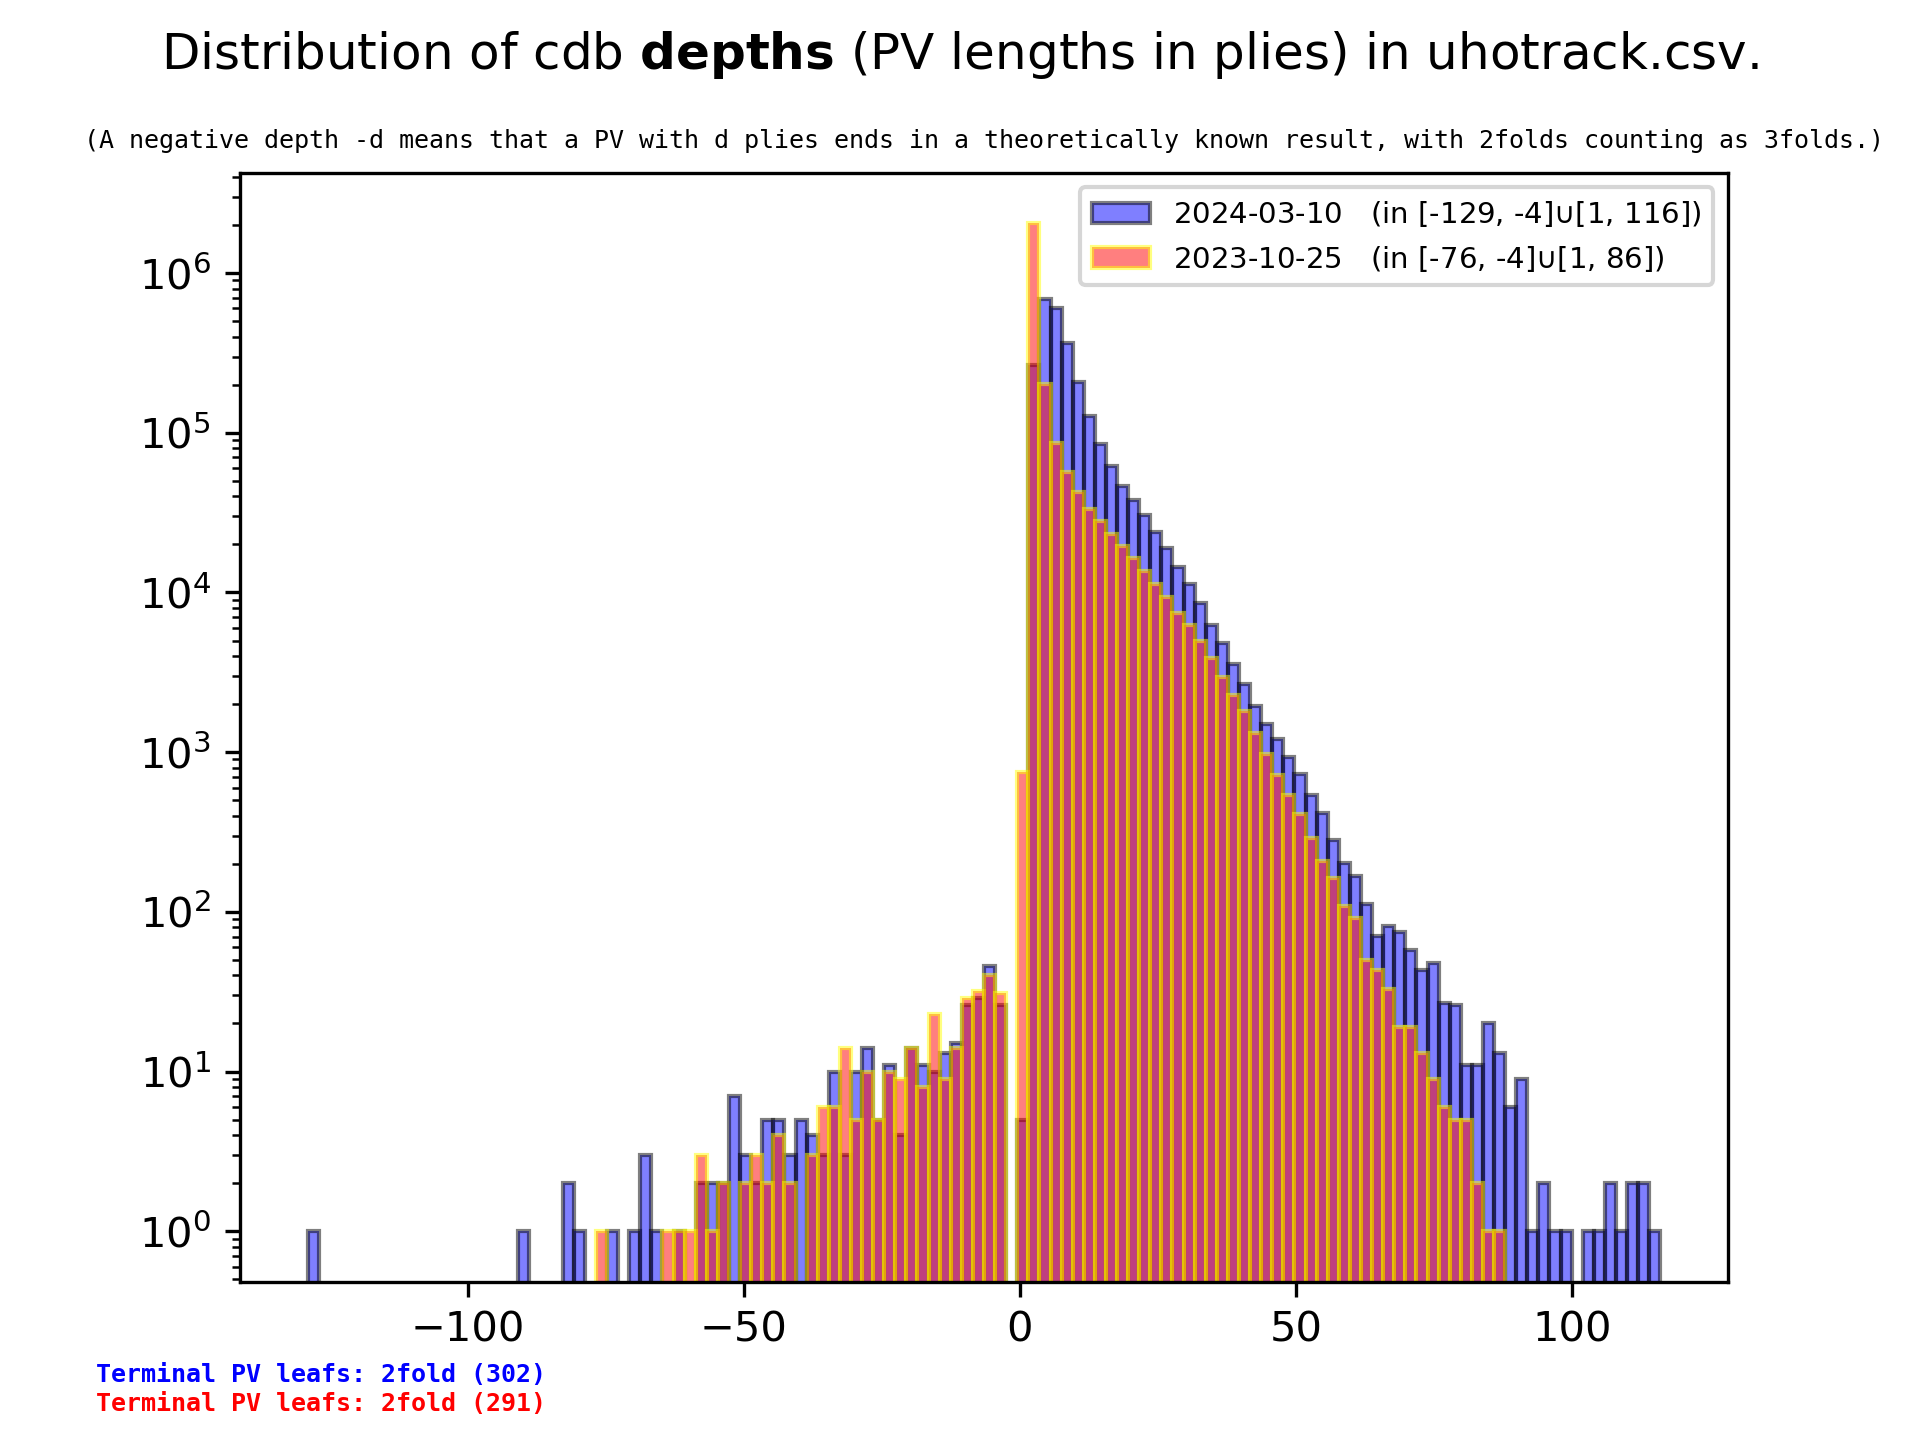 Distribution of cdb depths (PV lengths in plies) in uhotrack.csv.
(A negative depth -d means that a PV with d plies ends in a theoretically known result, with 2folds counting as 3folds.)
2024-03-10 (in [-129, -4]∪[1, 116])
2023-10-25 (in [-76, -4]∪[1, 86])
10⁶
10⁵
10⁴
10³
10²
10¹
10⁰
−100 −50 0 50 100
Terminal PV leafs: 2fold (302)
Terminal PV leafs: 2fold (291)